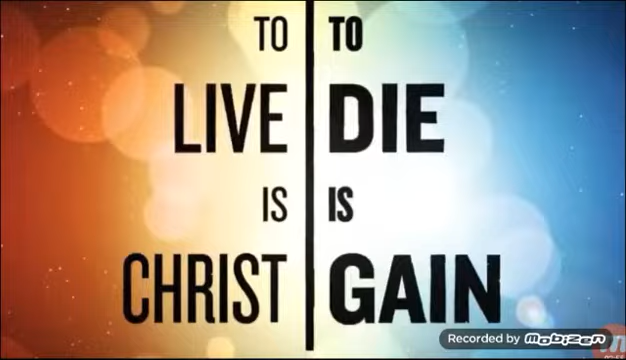 TO
LIVE
IS
CHRIST
TO
DIE
IS
GAIN
Recorded by mobizen